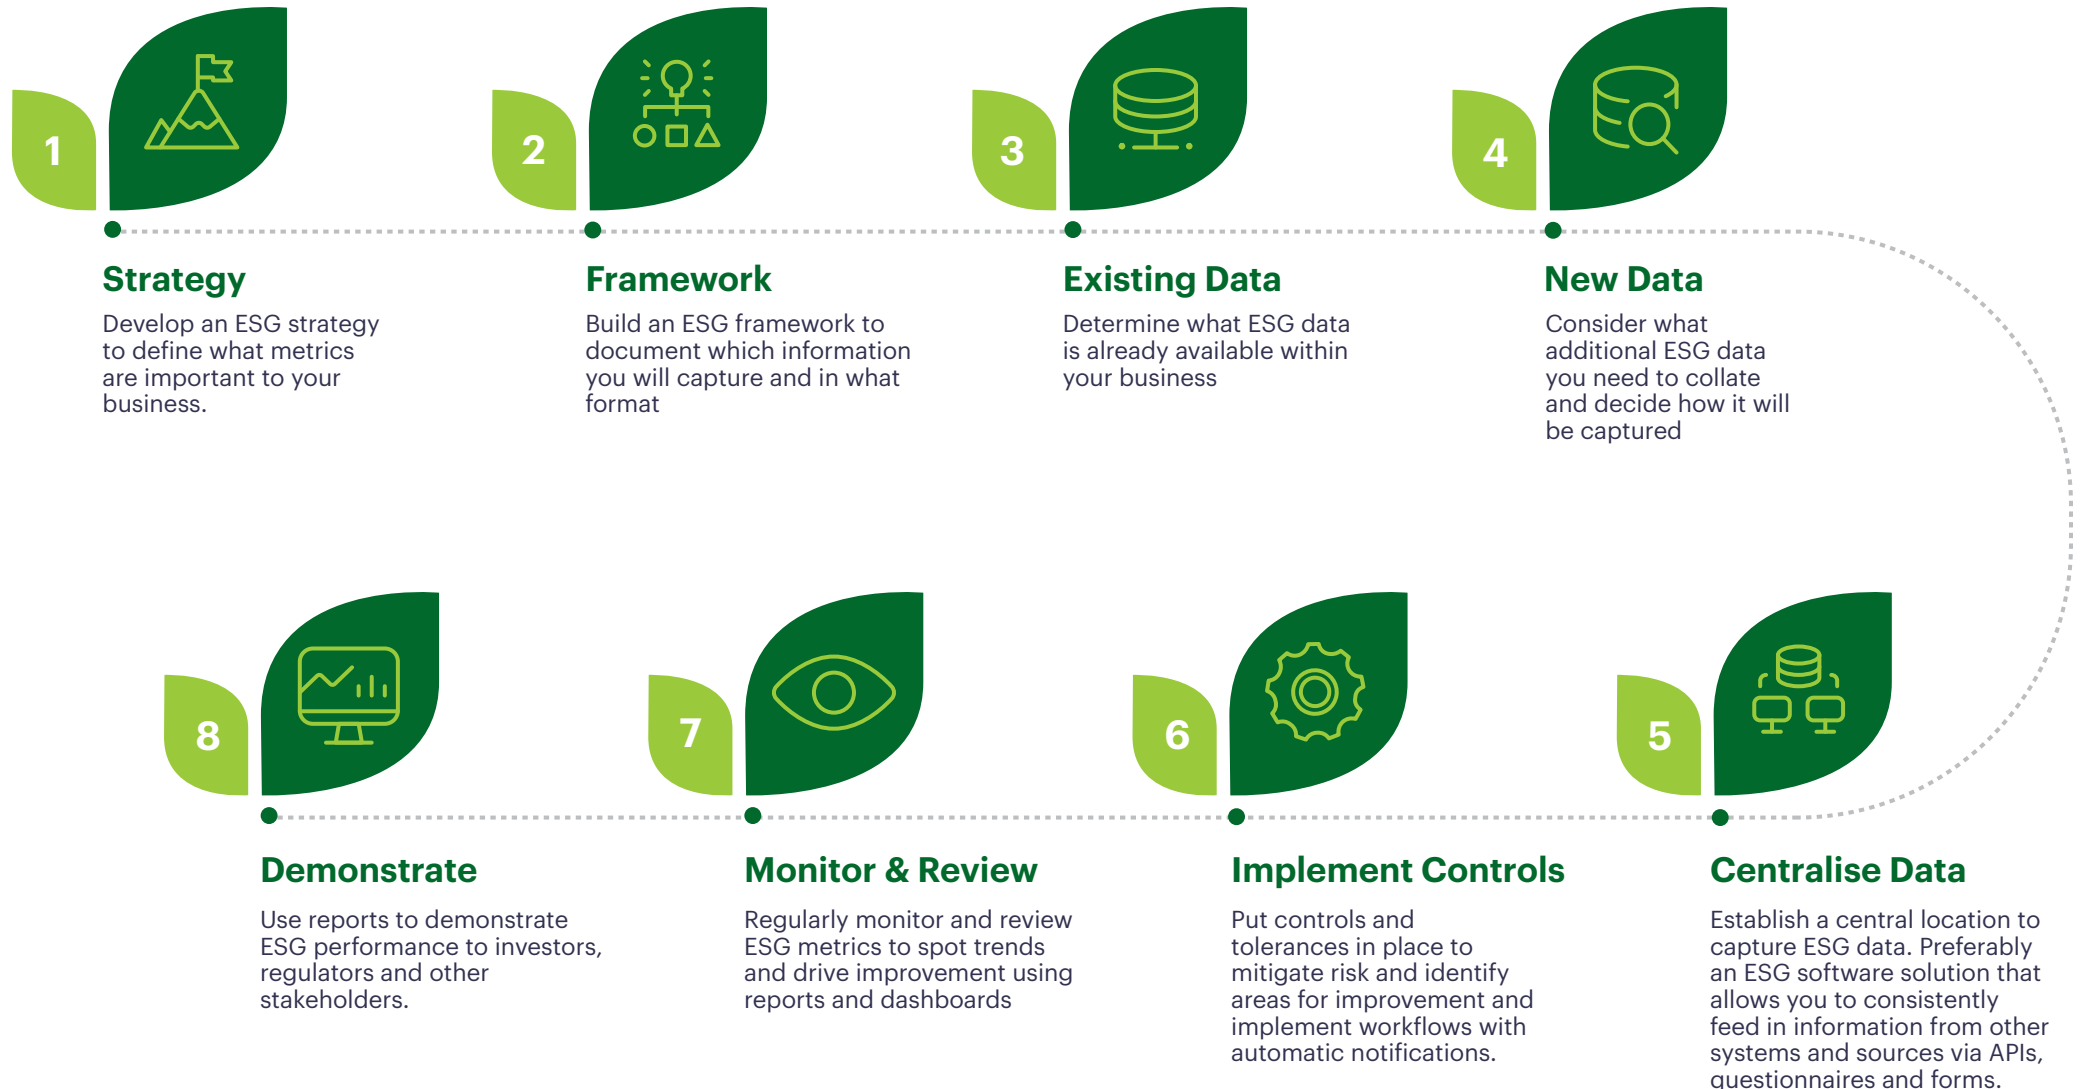 1
Strategy
Develop an ESG strategy
to define what metrics
are important to your
business.
2
Framework
Build an ESG framework to
document which information
you will capture and in what
format
3
Existing Data
Determine what ESG data
is already available within
your business
4
New Data
Consider what
additional ESG data
you need to collate
and decide how it will
be captured
5
Centralise Data
Establish a central location to
capture ESG data. Preferably
an ESG software solution that
allows you to consistently
feed in information from other
systems and sources via APIs,
questionnaires and forms.
6
Implement Controls
Put controls and
tolerances in place to
mitigate risk and identify
areas for improvement and
implement workflows with
automatic notifications.
7
Monitor & Review
Regularly monitor and review
ESG metrics to spot trends
and drive improvement using
reports and dashboards
8
Demonstrate
Use reports to demonstrate
ESG performance to investors,
regulators and other
stakeholders.